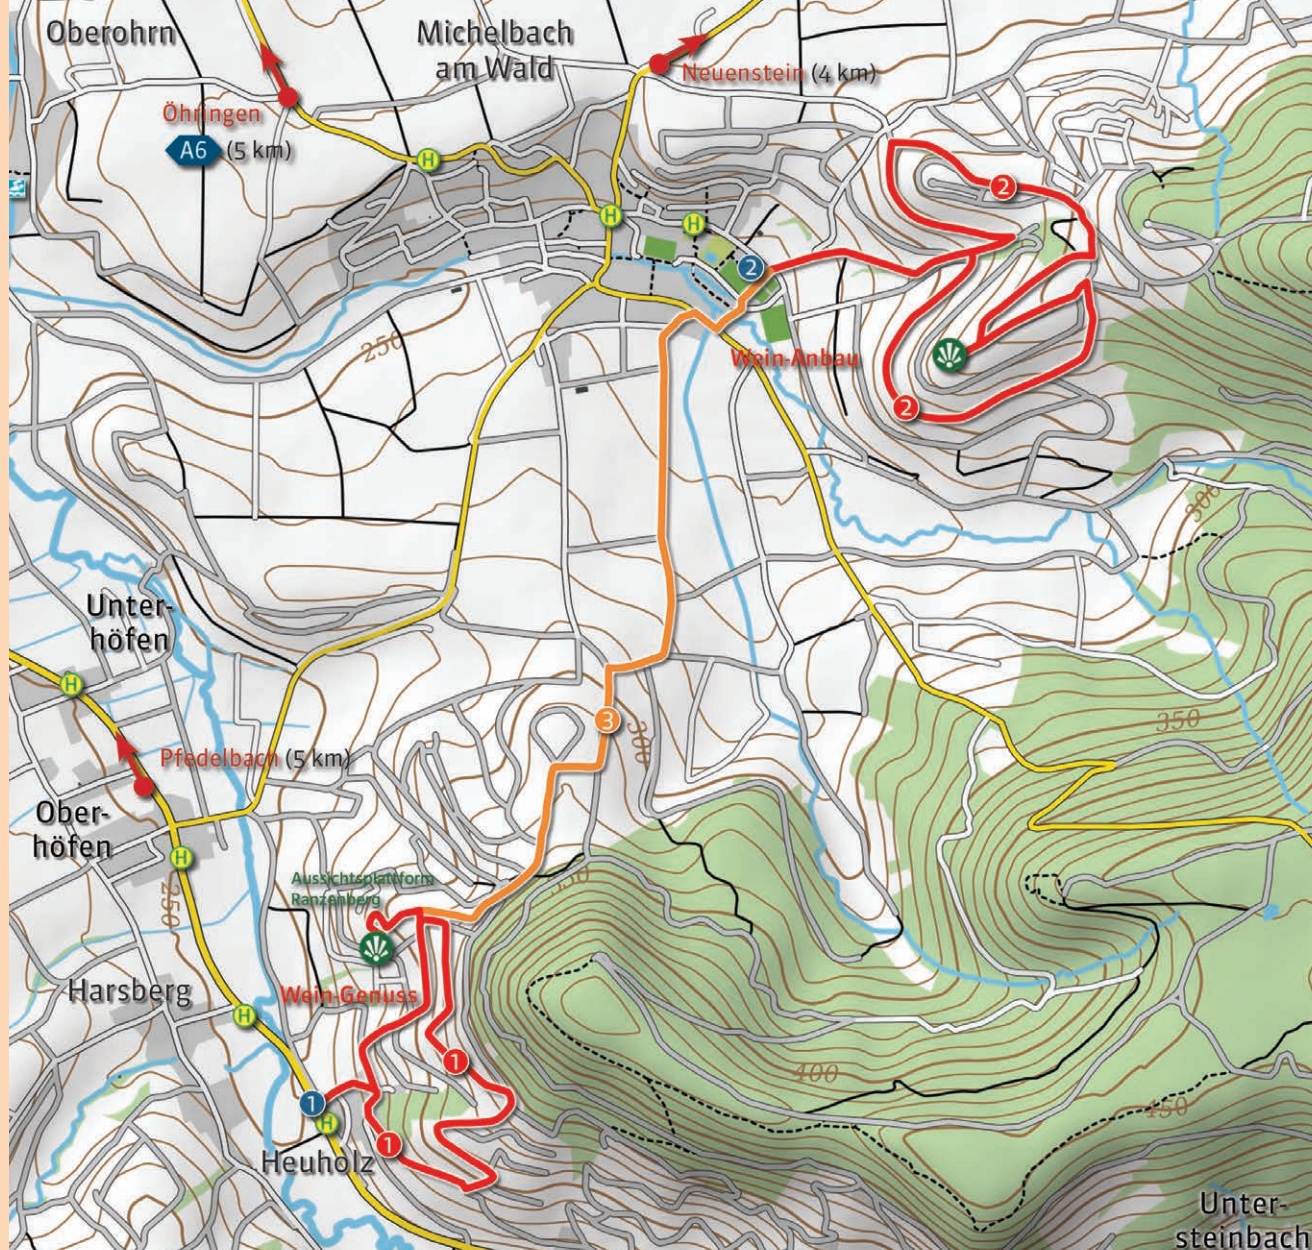 Oberohrn
Michelbach
am Wald
Neuenstein (4 km)
Öhringen
A6 (5 km)
H
H
H
2
2
250
Wein-Anbau
2
300
Unter-
höfen
H
3
300
350
Pfedelbach (5 km)
Ober-
höfen
H
250
Aussichtsplattform
Ranzenberg
350
Harsberg
Wein-Genuss
H
1
400
1
H
450
1
Heuholz
Unter-
steinbach